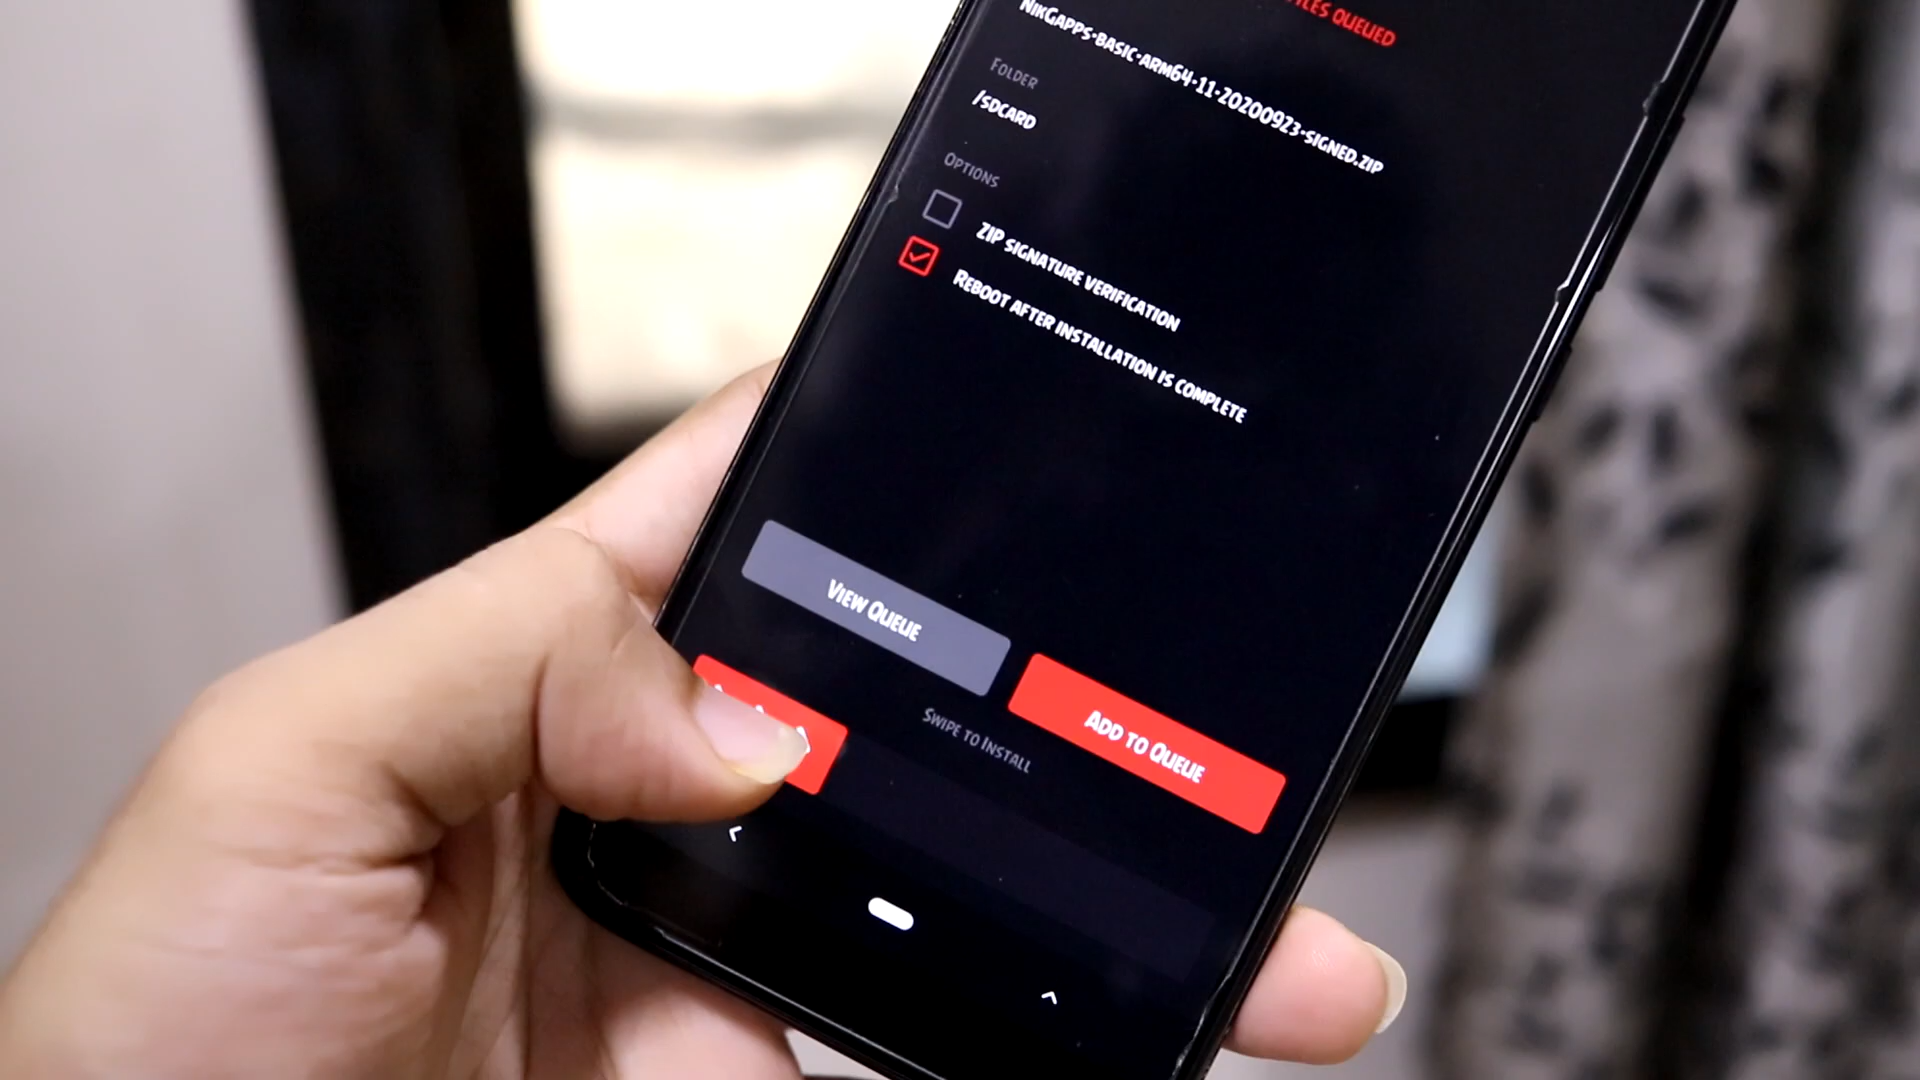 FILES QUEUED
NikGapps-basic-arm64-11-20200923-signed.zip
Folder
/sdcard
Options
ZIP signature verification
Reboot after installation is complete
View Queue
Add to Queue
Swipe to Install